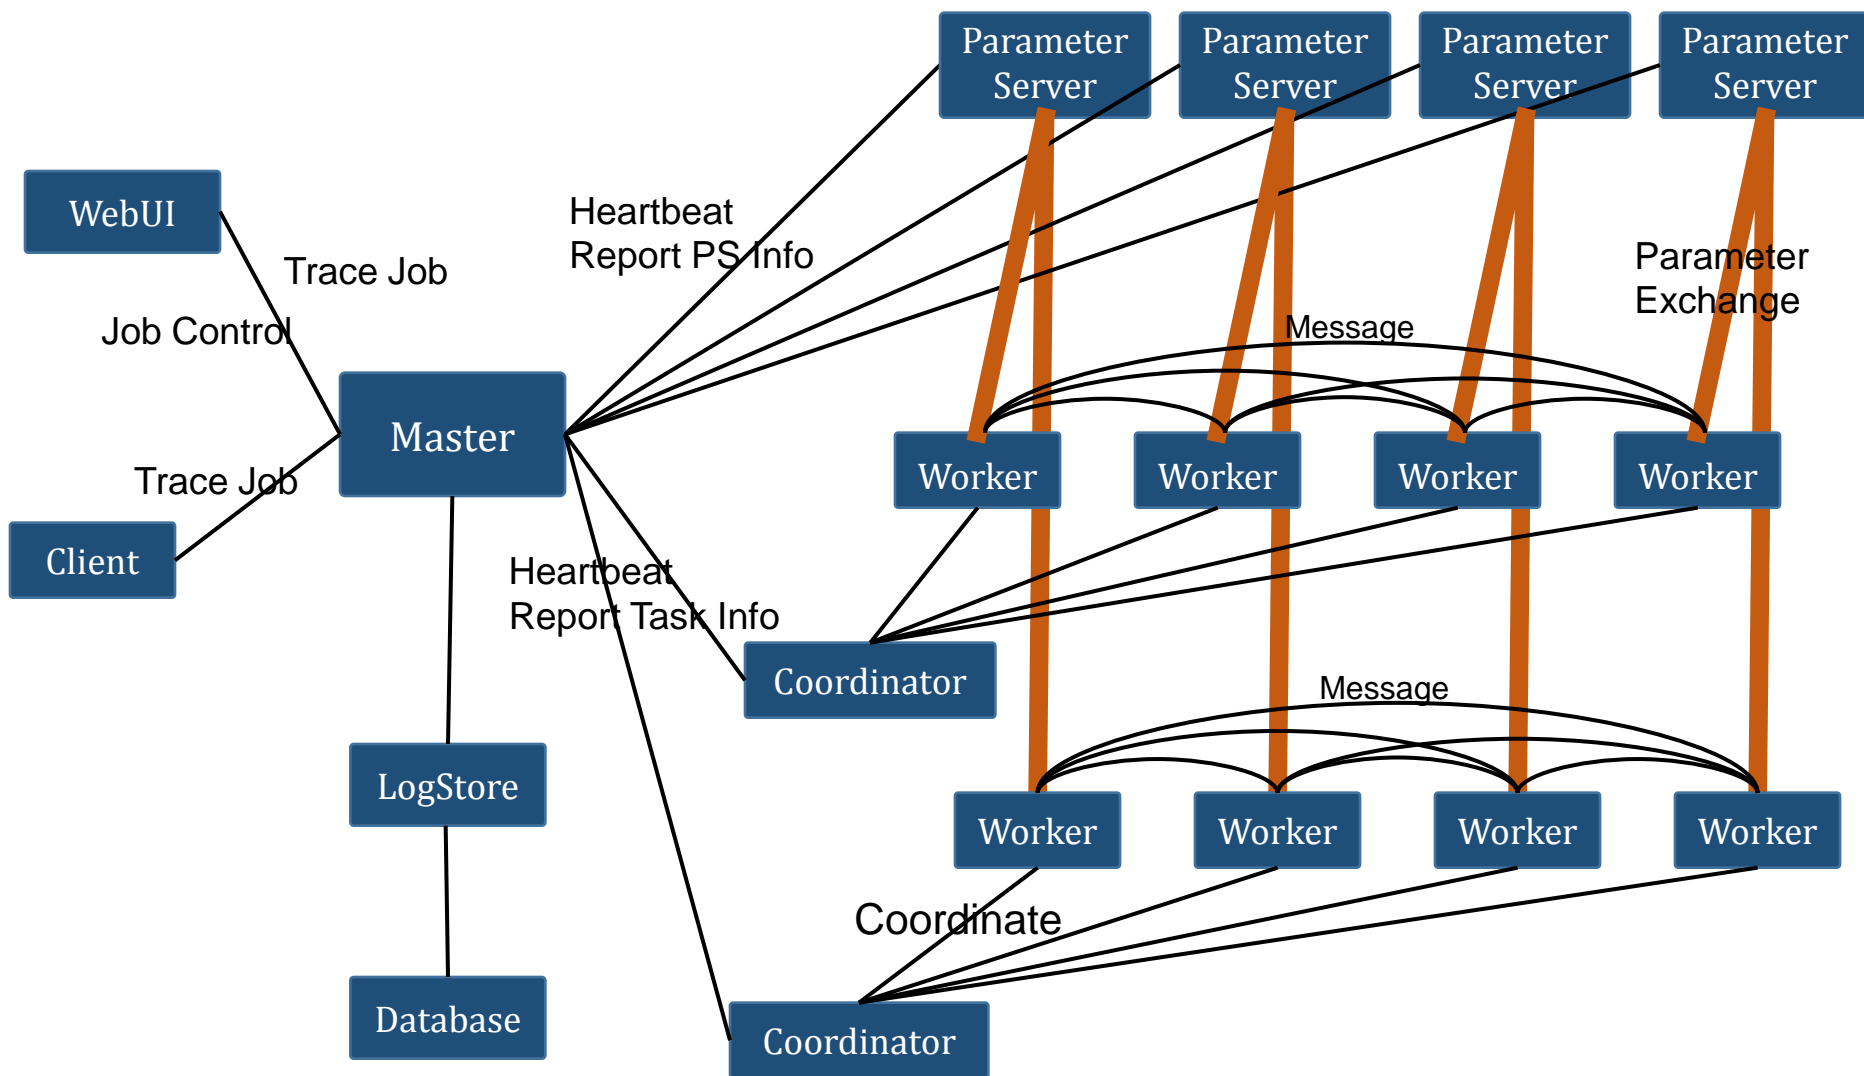 Parameter
Server
Parameter
Server
Parameter
Server
Parameter
Server
WebUI
Trace Job
Job Control
Heartbeat
Report PS Info
Parameter
Exchange
Message
Master
Trace Job
Client
Worker
Worker
Worker
Worker
Heartbeat
Report Task Info
Coordinator
Message
LogStore
Worker
Worker
Worker
Worker
Coordinate
Database
Coordinator